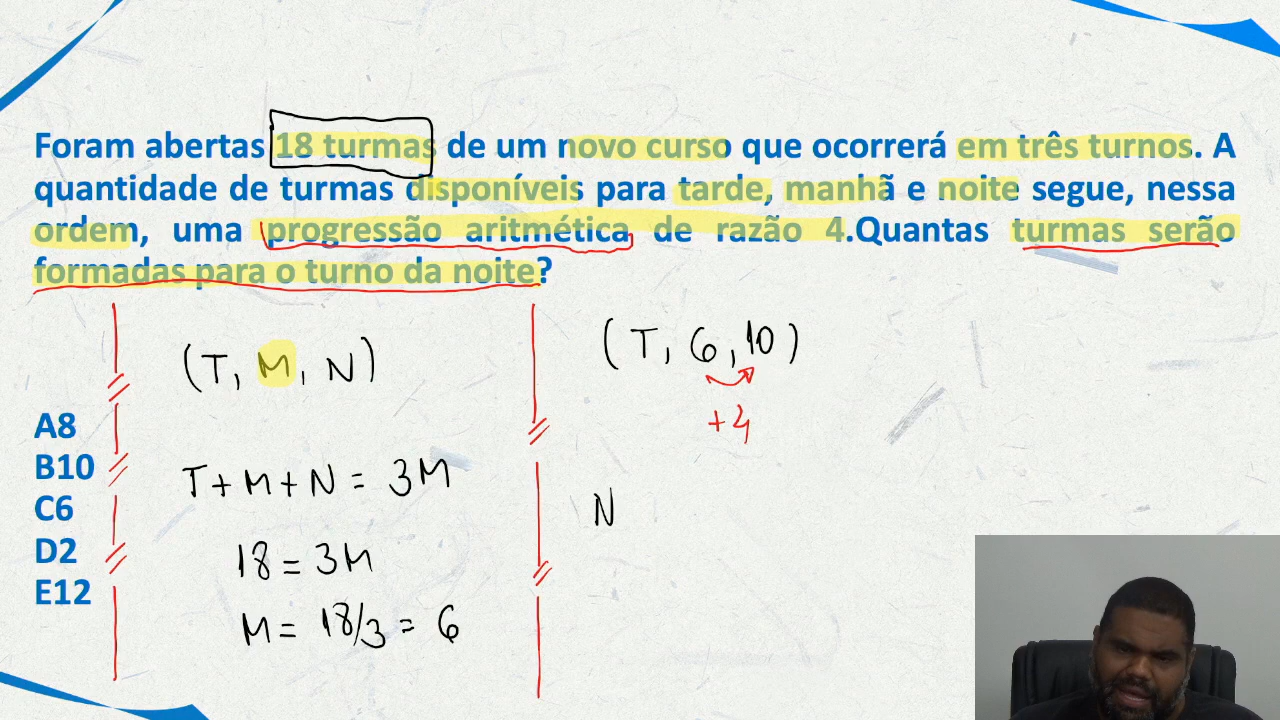 Foram abertas 18 turmas de um novo curso que ocorrerá em três turnos. A
quantidade de turmas disponíveis para tarde, manhã e noite segue, nessa
ordem, uma progressão aritmética de razão 4.Quantas turmas serão
formadas para o turno da noite?
A8
B10
C6
D2
E12
(T, M, N)
T+M+N = 3M
18 = 3M
M = 18/3 = 6
(T, 6, 10)
+4
N